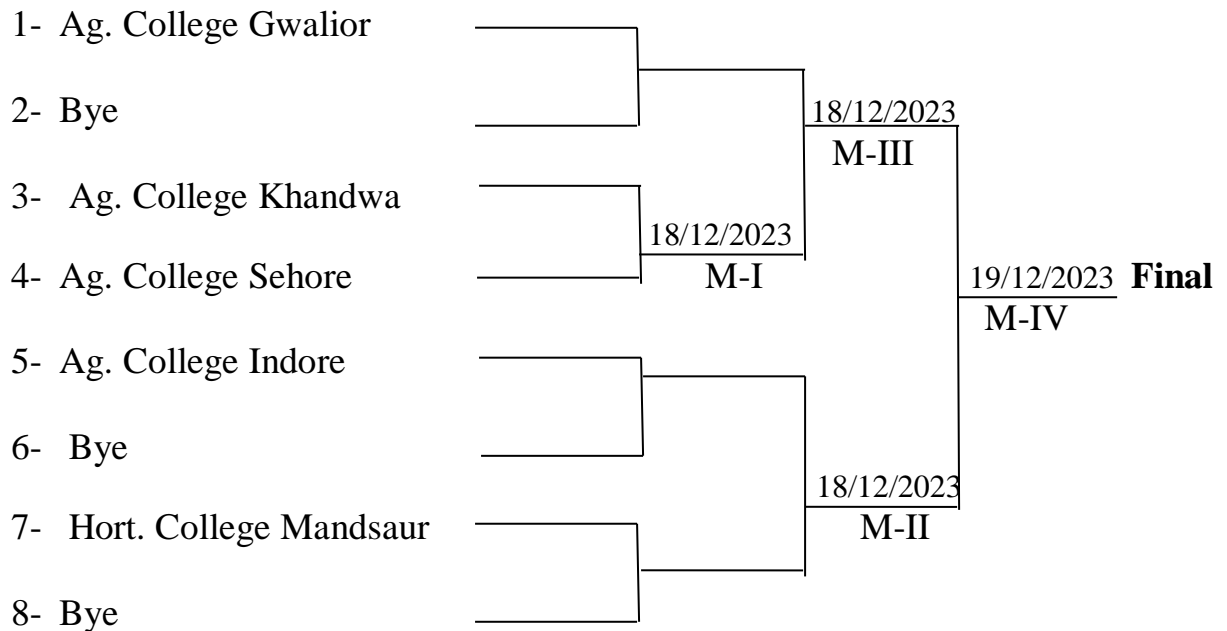 1- Ag. College Gwalior
2- Bye
18/12/2023
M-III
3- Ag. College Khandwa
18/12/2023
4- Ag. College Sehore
M-I
19/12/2023 Final
M-IV
5- Ag. College Indore
6- Bye
18/12/2023
7- Hort. College Mandsaur
M-II
8- Bye